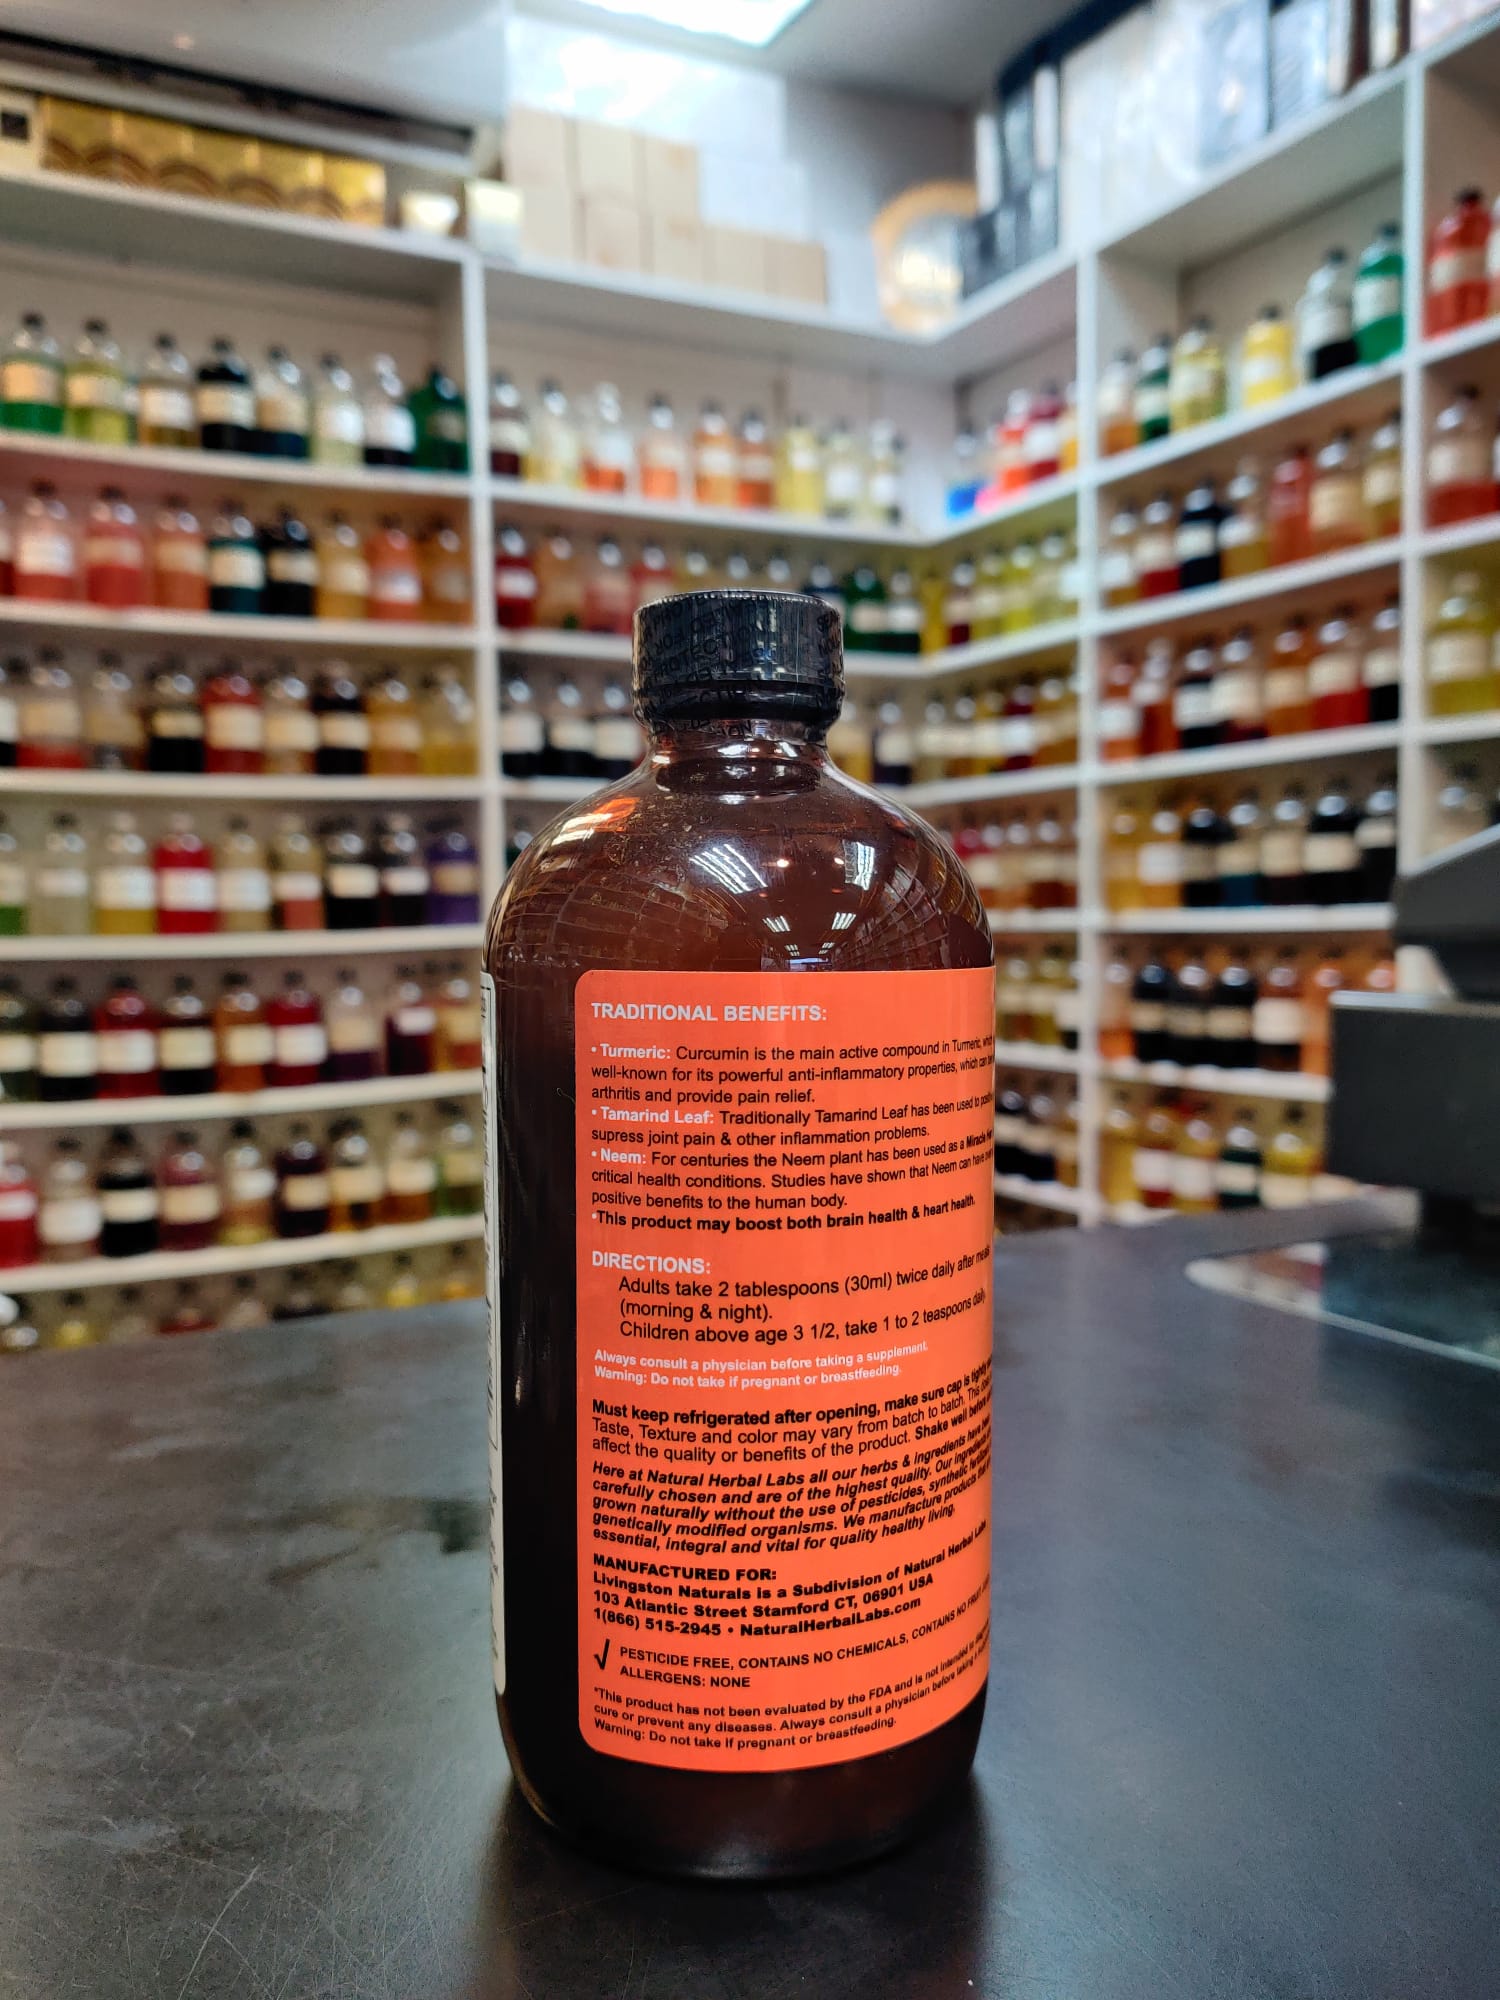 TRADITIONAL BENEFITS:
• Turmeric: Curcumin is the main active compound in Turmeric, which
well-known for its powerful anti-inflammatory properties, which can
arthritis and provide pain relief.
• Tamarind Leaf: Traditionally Tamarind Leaf has been used to
supress joint pain & other inflammation problems.
• Neem: For centuries the Neem plant has been used as a Miracle
critical health conditions. Studies have shown that Neem can have
positive benefits to the human body.
•This product may boost both brain health & heart health.
DIRECTIONS:
Adults take 2 tablespoons (30ml) twice daily after meals
(morning & night).
Children above age 3 1/2, take 1 to 2 teaspoons daily.
Always consult a physician before taking a supplement.
Warning: Do not take if pregnant or breastfeeding.
Must keep refrigerated after opening, make sure cap is tightly
Taste, Texture and color may vary from batch to batch. This
affect the quality or benefits of the product. Shake well before
Here at Natural Herbal Labs all our herbs & ingredients have
carefully chosen and are of the highest quality. Our
grown naturally without the use of pesticides, synthetic
genetically modified organisms. We manufacture products
essential, integral and vital for quality healthy living.
MANUFACTURED FOR:
Livingston Naturals is a Subdivision of Natural Herbal Labs
103 Atlantic Street Stamford CT, 06901 USA
1(866) 515-2945 • NaturalHerbalLabs.com
√ PESTICIDE FREE, CONTAINS NO CHEMICALS, CONTAINS NO
ALLERGENS: NONE
*This product has not been evaluated by the FDA and is not intended to
cure or prevent any diseases. Always consult a physician before taking a
Warning: Do not take if pregnant or breastfeeding.